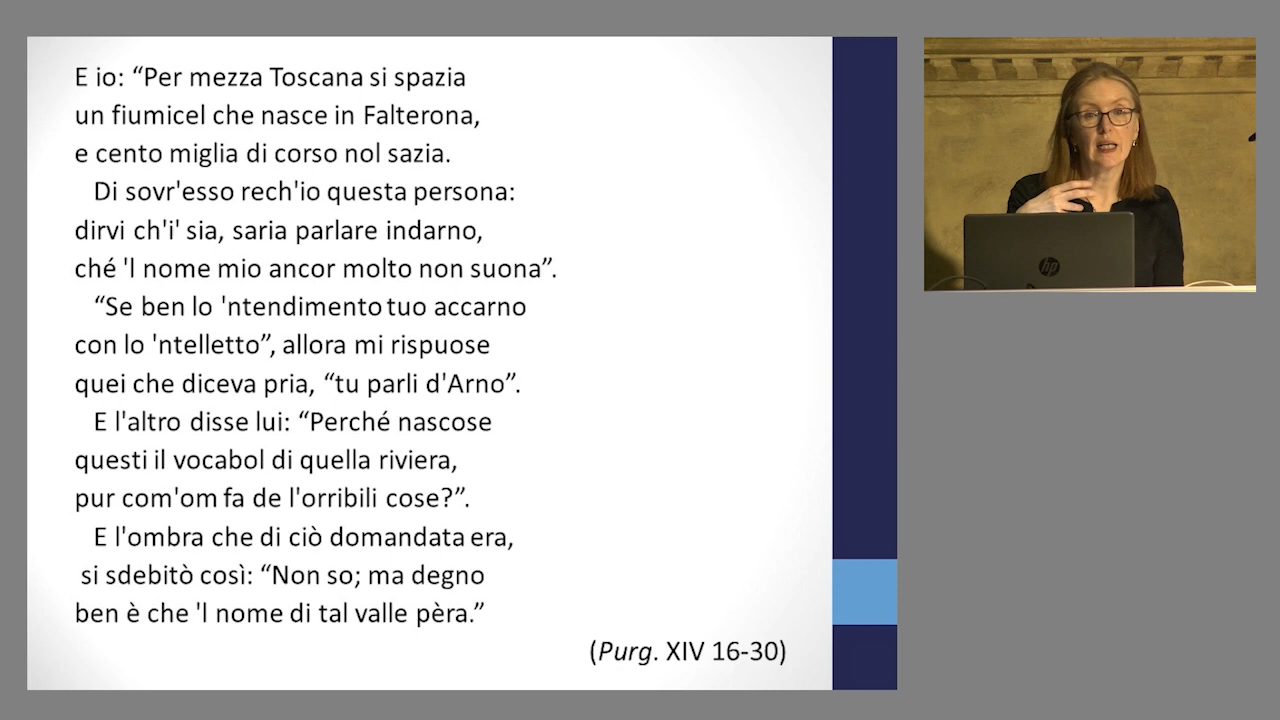 E io: “Per mezza Toscana si spazia
un fiumicel che nasce in Falterona,
e cento miglia di corso nol sazia.
Di sovr'esso rech'io questa persona:
dirvi ch'i' sia, saria parlare indarno,
ché 'l nome mio ancor molto non suona”.
“Se ben lo 'ntendimento tuo accarno
con lo 'ntelletto”, allora mi rispuose
quei che diceva pria, “tu parli d'Arno”.
E l'altro disse lui: “Perché nascose
questi il vocabol di quella riviera,
pur com'om fa de l'orribili cose?”.
E l'ombra che di ciò domandata era,
si sdebitò così: “Non so; ma degno
ben è che 'l nome di tal valle pèra.”
(Purg. XIV 16-30)
hp